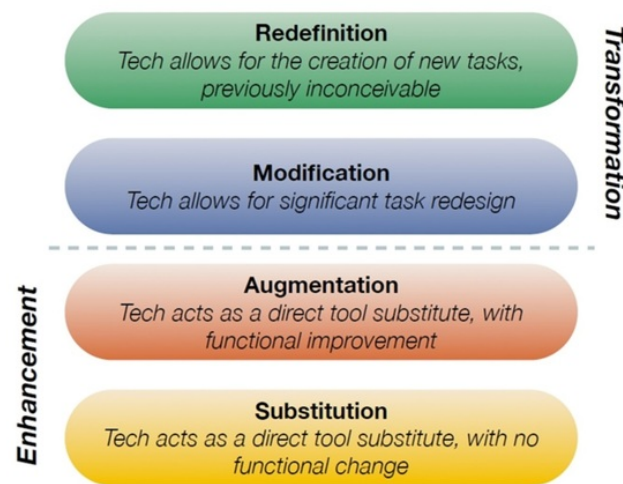 Redefinition
Tech allows for the creation of new tasks,
previously inconceivable
Transformation
Modification
Tech allows for significant task redesign
Augmentation
Tech acts as a direct tool substitute, with
functional improvement
Enhancement
Substitution
Tech acts as a direct tool substitute, with no
functional change